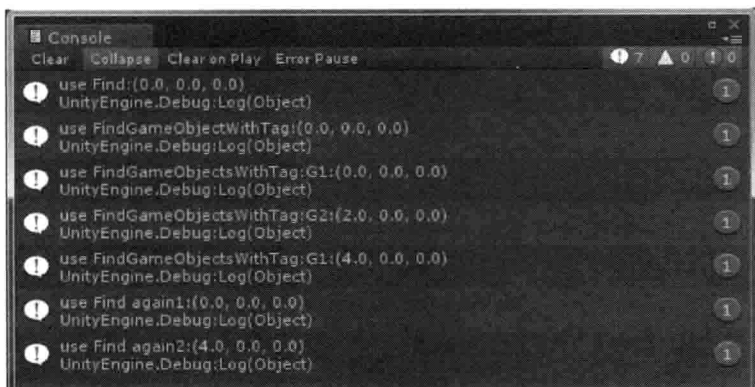 Console
Clear Collapse Clear on Play Error Pause 7 0 0
use Find:(0.0, 0.0, 0.0)
UnityEngine.Debug:Log(Object)
1
use FindGameObjectWithTag:(0.0, 0.0, 0.0)
UnityEngine.Debug:Log(Object)
1
use FindGameObjectsWithTag:G1:(0.0, 0.0, 0.0)
UnityEngine.Debug:Log(Object)
1
use FindGameObjectsWithTag:G2:(2.0, 0.0, 0.0)
UnityEngine.Debug:Log(Object)
1
use FindGameObjectsWithTag:G1:(4.0, 0.0, 0.0)
UnityEngine.Debug:Log(Object)
1
use Find again1:(0.0, 0.0, 0.0)
UnityEngine.Debug:Log(Object)
1
use Find again2:(4.0, 0.0, 0.0)
UnityEngine.Debug:Log(Object)
1